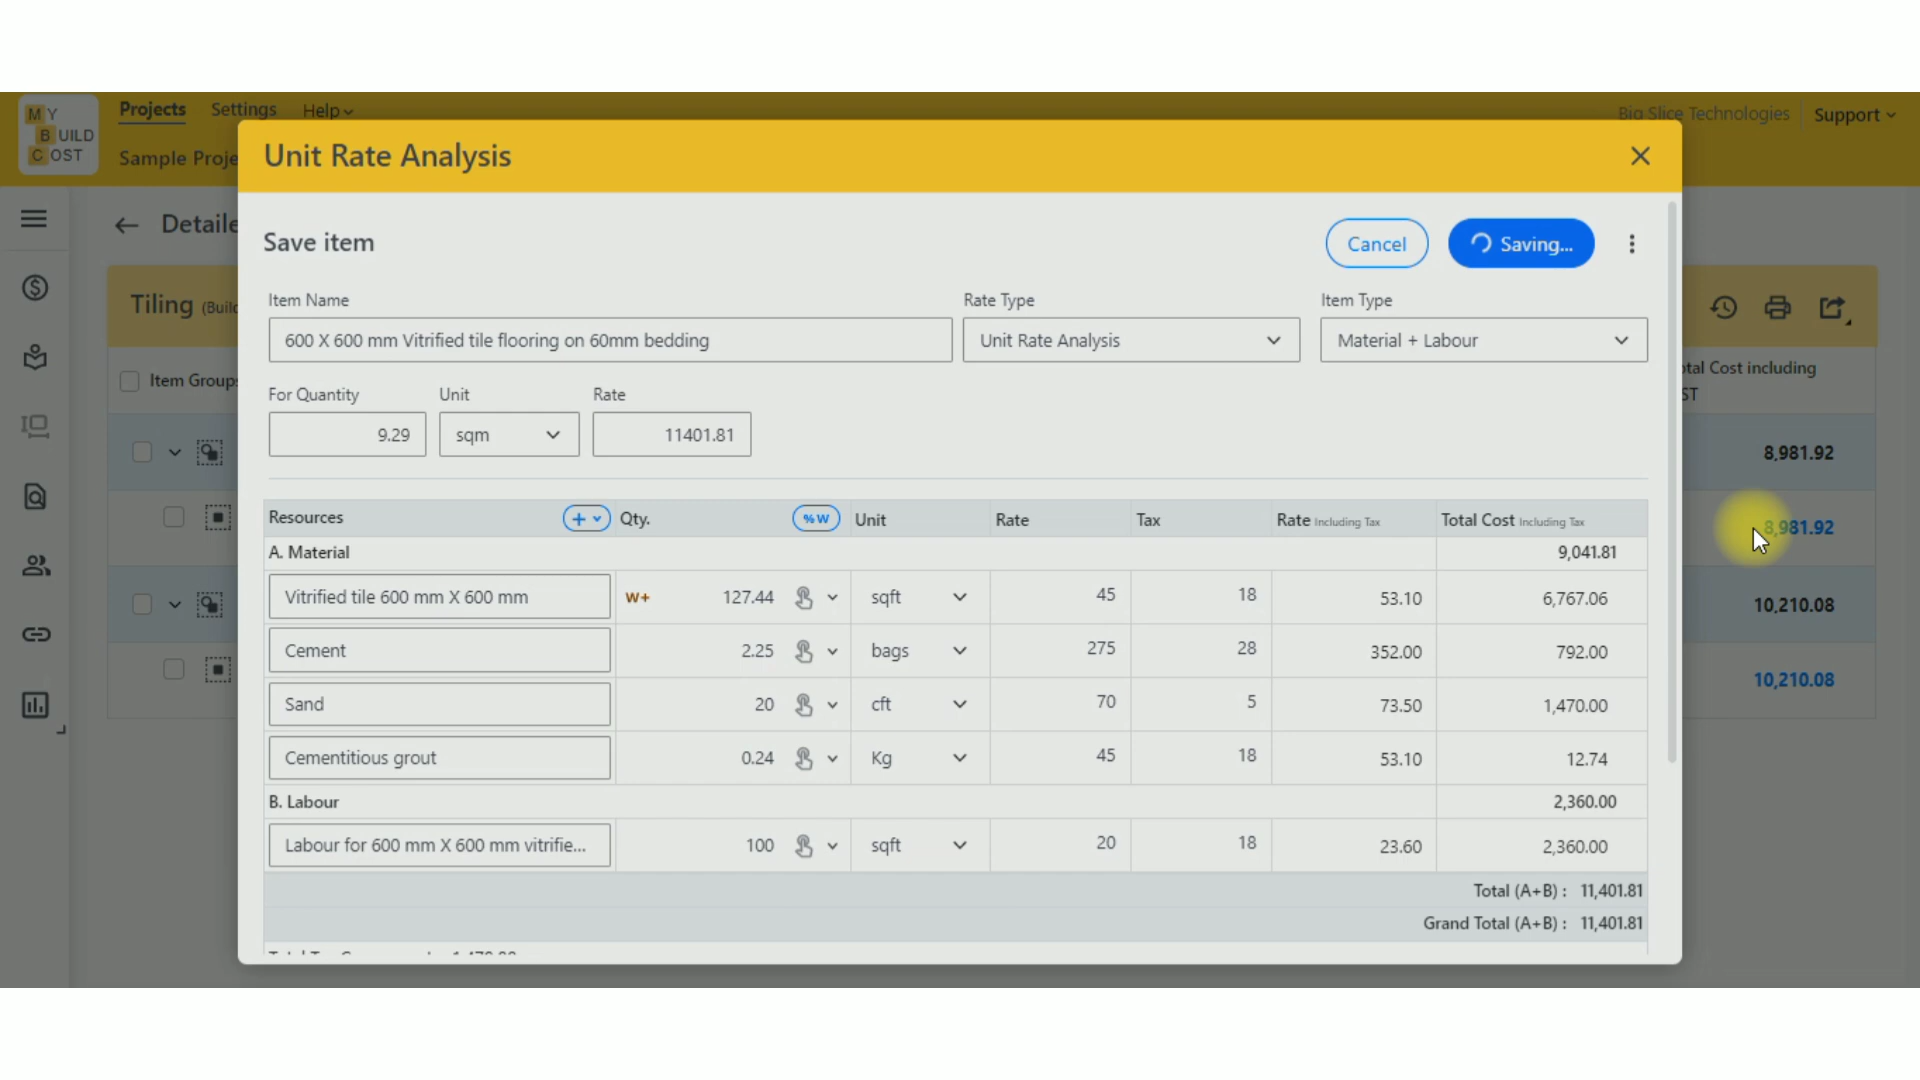 MY BUILD COST
Projects Settings Help
Big Slice Technologies Support
Sample Proje
Unit Rate Analysis
Detaile
Save item
Cancel Saving...
Item Name Rate Type Item Type
600 X 600 mm Vitrified tile flooring on 60mm bedding Unit Rate Analysis Material + Labour
Tiling (Build
Item Groups
otal Cost including
ST
For Quantity Unit Rate
9.29 sqm 11401.81
8,981.92
Resources Qty. %W Unit Rate Tax Rate Including Tax Total Cost Including Tax
8,981.92
A. Material 9,041.81
Vitrified tile 600 mm X 600 mm W+ 127.44 sqft 45 18 53.10 6,767.06
10,210.08
Cement 2.25 bags 275 28 352.00 792.00
10,210.08
Sand 20 cft 70 5 73.50 1,470.00
Cementitious grout 0.24 Kg 45 18 53.10 12.74
B. Labour 2,360.00
Labour for 600 mm X 600 mm vitrifie... 100 sqft 20 18 23.60 2,360.00
Total (A+B) : 11,401.81
Grand Total (A+B) : 11,401.81